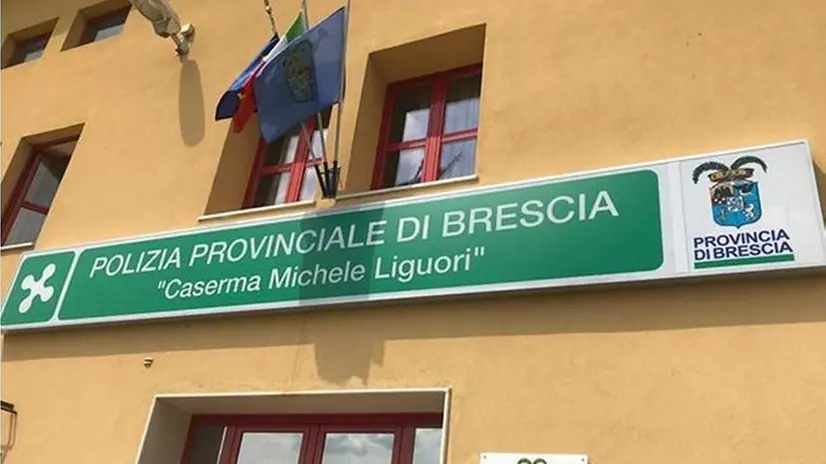 POLIZIA PROVINCIALE DI BRESCIA
"Caserma Michele Liguori"
PROVINCIA
DI BRESCIA